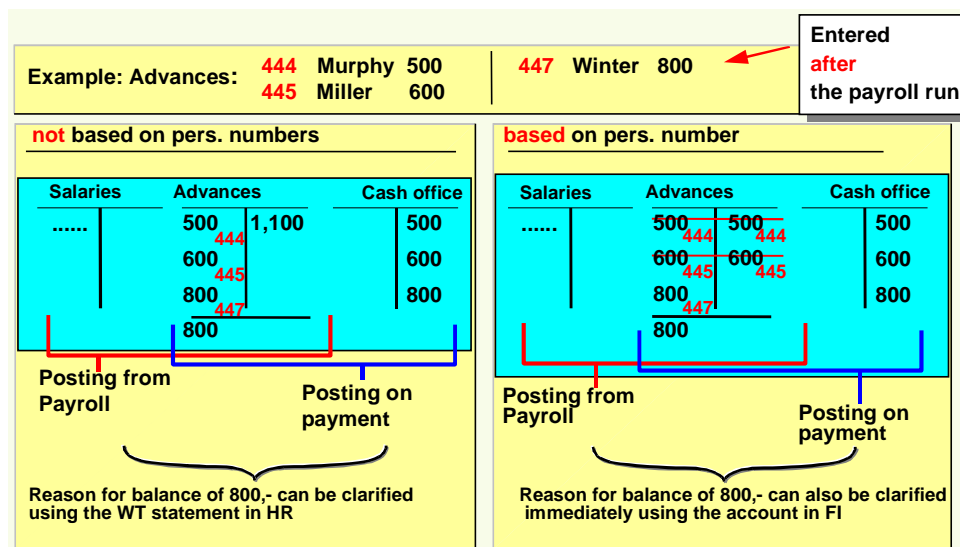 Entered
after
the payroll run
Example: Advances: 444 Murphy 500 447 Winter 800
445 Miller 600
not based on pers. numbers
Salaries Advances Cash office
...... 500 1,100 500
444
600 600
445
800 800
447
800
Posting from
Payroll
Posting on
payment
Reason for balance of 800,- can be clarified
using the WT statement in HR
based on pers. number
Salaries Advances Cash office
...... 500 500 500
444 444
600 600 600
445 445
800 800
447
800
Posting from
Payroll
Posting on
payment
Reason for balance of 800,- can also be clarified
immediately using the account in FI